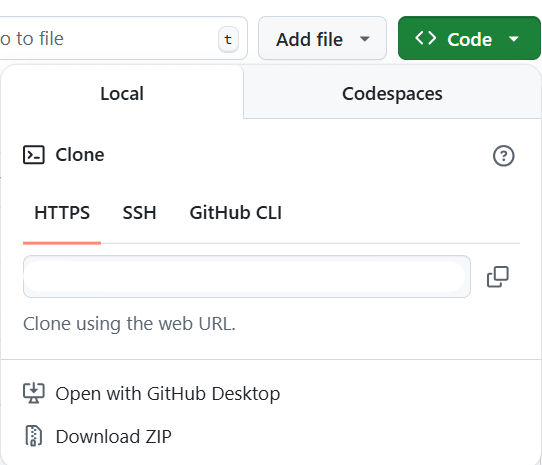 o to file t Add file Code
Local Codespaces
Clone
HTTPS SSH GitHub CLI
Clone using the web URL.
Open with GitHub Desktop
Download ZIP